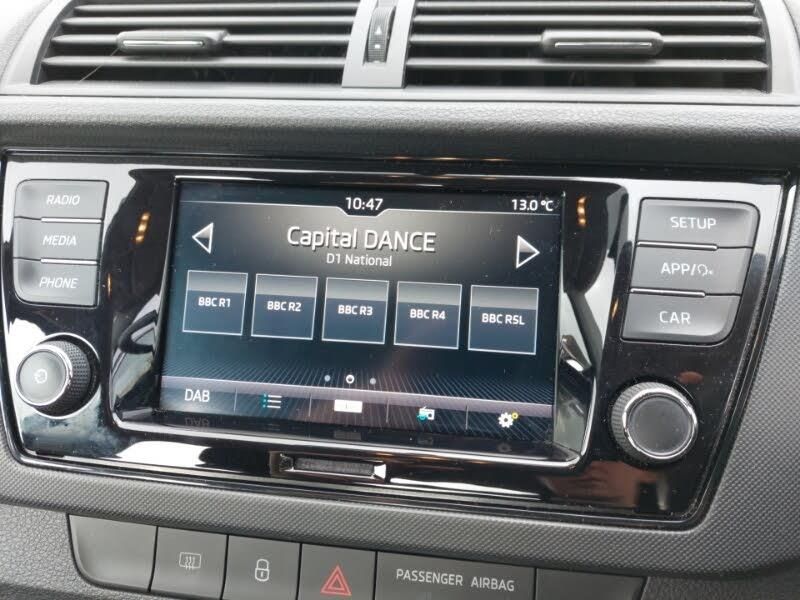 10:47
13.0 °C
RADIO
MEDIA
PHONE
Capital DANCE
D1 National
BBC R1
BBC R2
BBC R3
BBC R4
BBC R5L
DAB
SETUP
APP/
CAR
PASSENGER AIRBAG